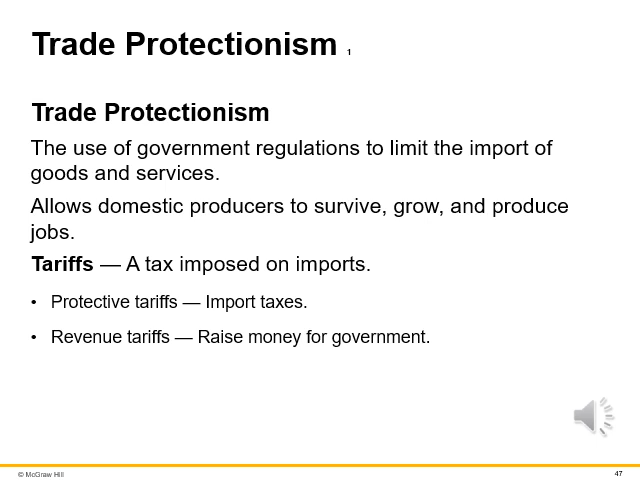 Trade Protectionism 1
Trade Protectionism
The use of government regulations to limit the import of
goods and services.
Allows domestic producers to survive, grow, and produce
jobs.
Tariffs — A tax imposed on imports.
• Protective tariffs — Import taxes.
• Revenue tariffs — Raise money for government.
© McGraw Hill
47